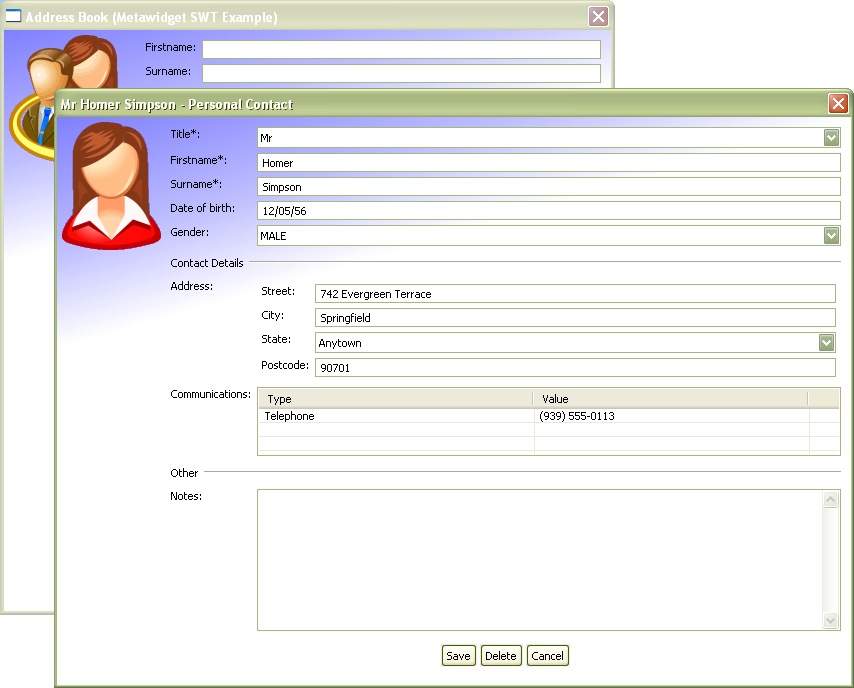 Address Book (Metawidget SWT Example)
Firstname:
Surname:
Mr Homer Simpson - Personal Contact
Title*: Mr
Firstname*: Homer
Surname*: Simpson
Date of birth: 12/05/56
Gender: MALE
Contact Details
Address:
Street: 742 Evergreen Terrace
City: Springfield
State: Anytown
Postcode: 90701
Communications:
Type Value
Telephone (939) 555-0113
Other
Notes:
Save Delete Cancel